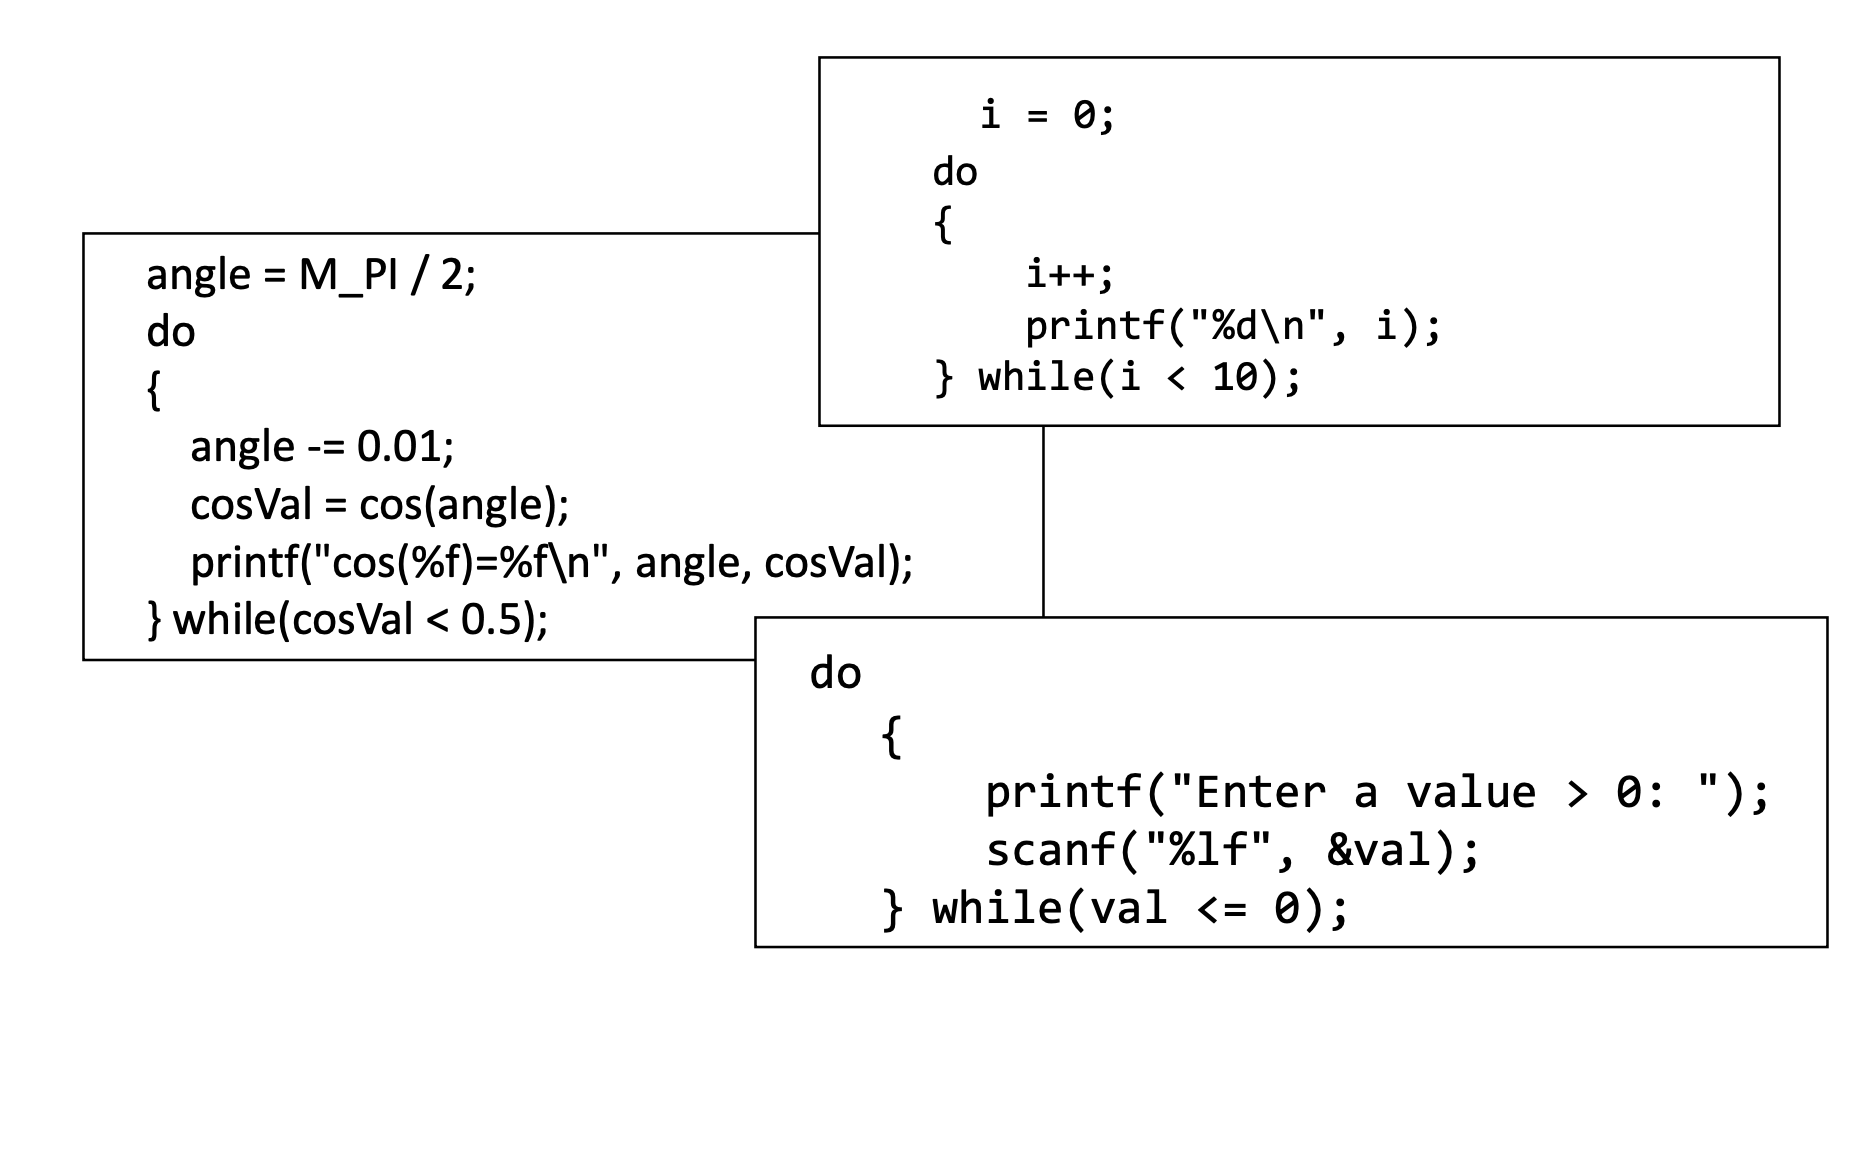 i = 0;
do
{
i++;
printf("%d\n", i);
} while(i < 10);
angle = M_PI / 2;
do
{
angle -= 0.01;
cosVal = cos(angle);
printf("cos(%f)=%f\n", angle, cosVal);
} while(cosVal < 0.5);
do
{
printf("Enter a value > 0: ");
scanf("%lf", &val);
} while(val <= 0);